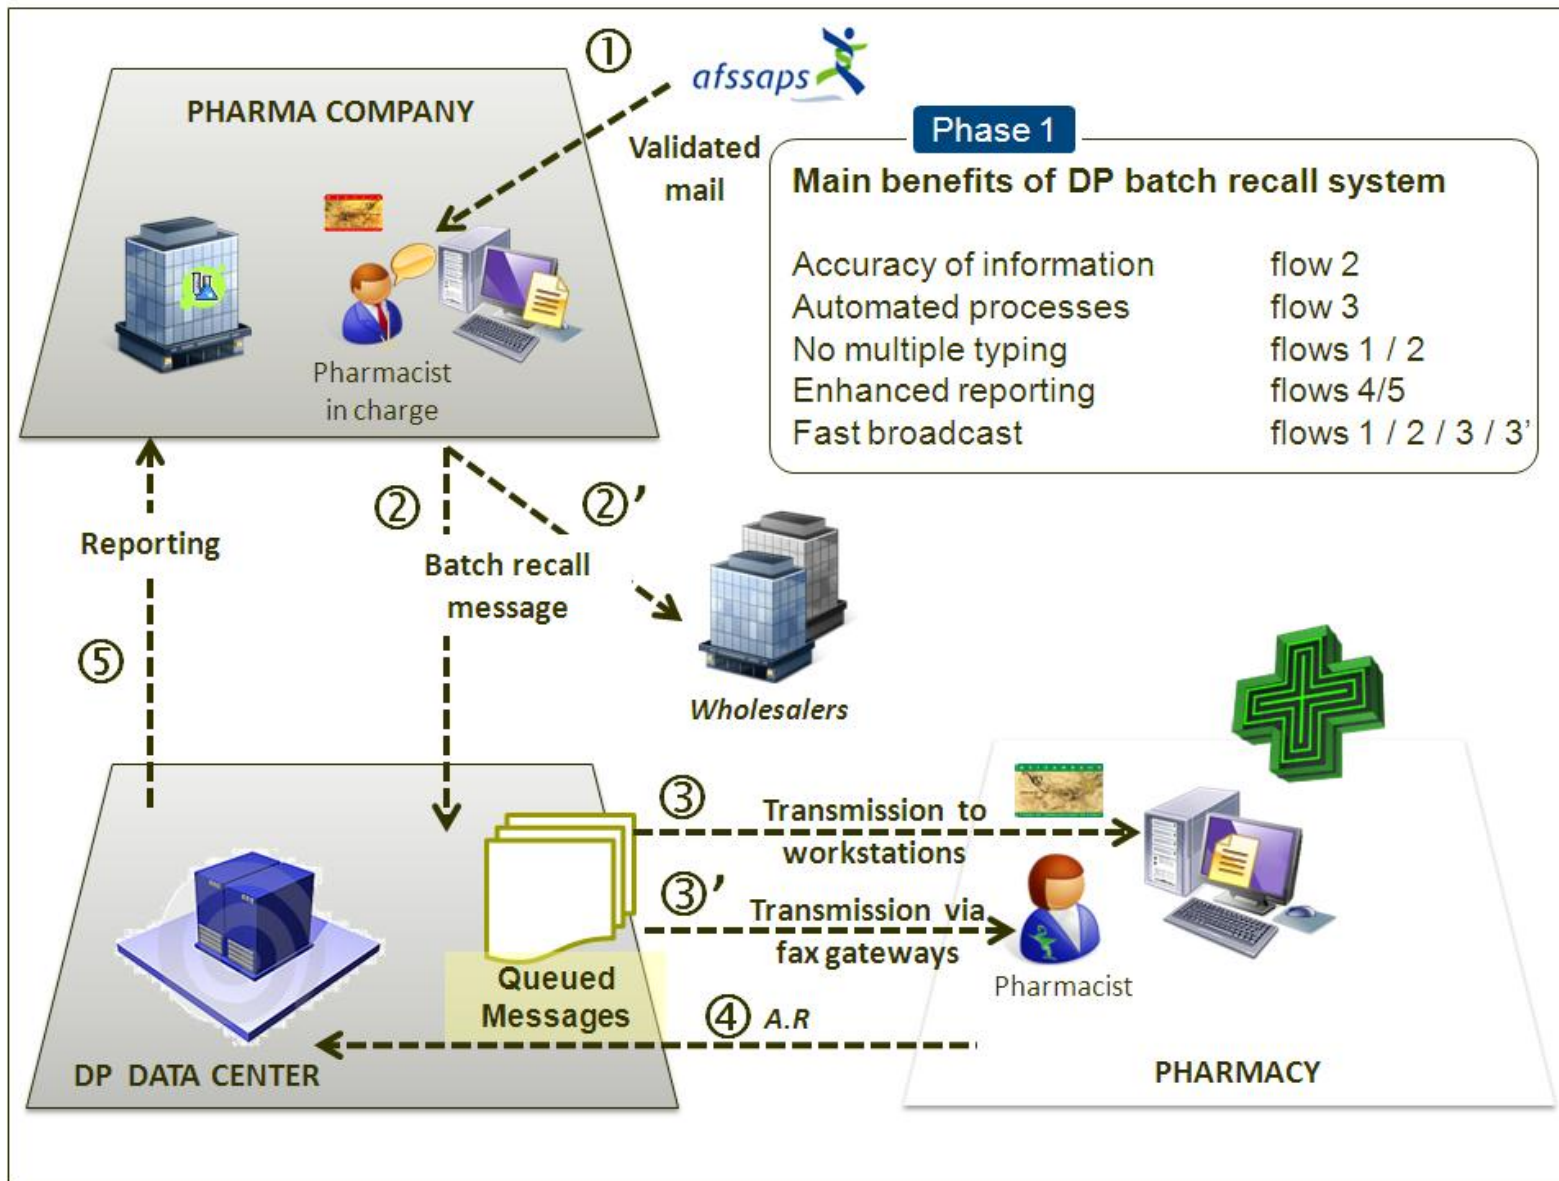 ①
afssaps
PHARMA COMPANY
Validated
mail
Pharmacist
in charge
Phase 1
Main benefits of DP batch recall system
Accuracy of information flow 2
Automated processes flow 3
No multiple typing flows 1 / 2
Enhanced reporting flows 4/5
Fast broadcast flows 1 / 2 / 3 / 3'
②
②'
Reporting
Batch recall
message
⑤
Wholesalers
③
Transmission to
workstations
③'
Transmission via
fax gateways
Pharmacist
Queued
Messages
④ A.R
DP DATA CENTER
PHARMACY